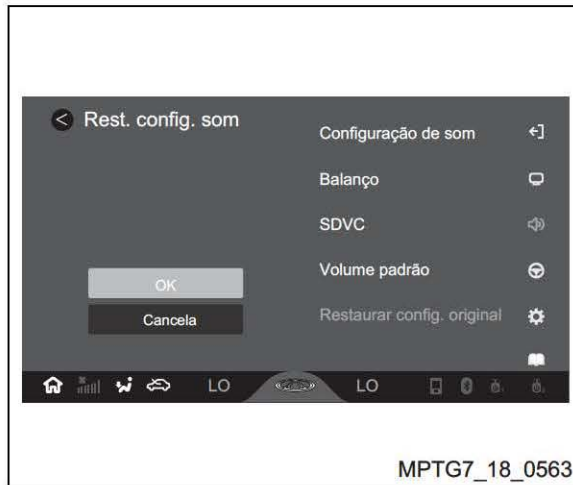 Rest. config. som
Configuração de som
Balanço
SDVC
Volume padrão
Restaurar config. original
OK
Cancela
LO
LO
MPTG7_18_0563